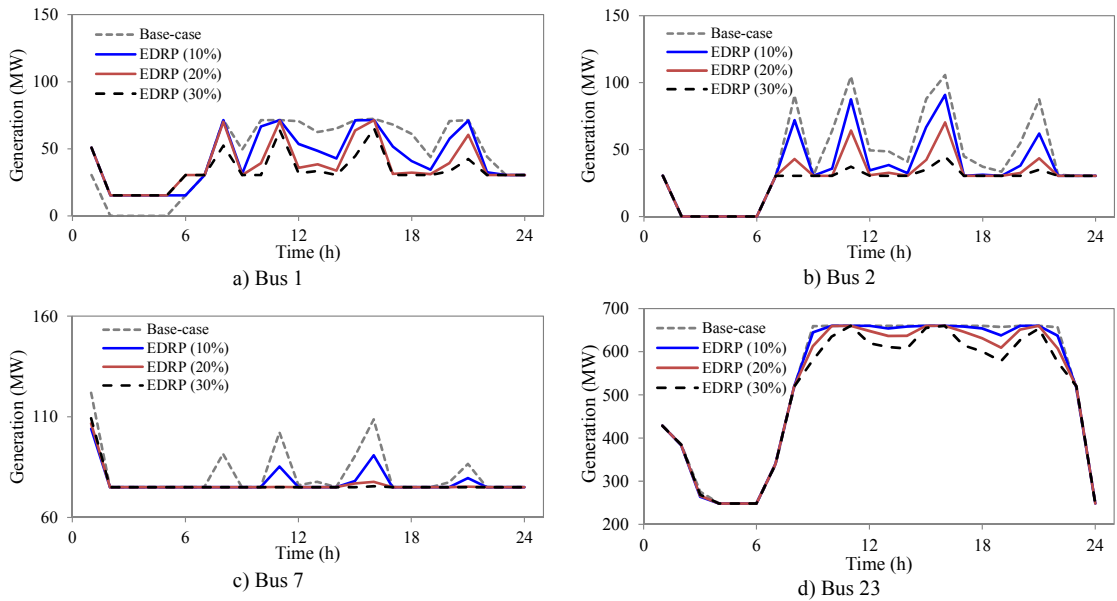 150
100
50
0
Generation (MW)
Base-case
EDRP (10%)
EDRP (20%)
EDRP (30%)
0
6
12
18
24
Time (h)
a) Bus 1
150
100
50
0
Generation (MW)
Base-case
EDRP (10%)
EDRP (20%)
EDRP (30%)
0
6
12
18
24
Time (h)
b) Bus 2
160
110
60
Generation (MW)
Base-case
EDRP (10%)
EDRP (20%)
EDRP (30%)
0
6
12
18
24
Time (h)
c) Bus 7
700
600
500
400
300
200
Generation (MW)
Base-case
EDRP (10%)
EDRP (20%)
EDRP (30%)
0
6
12
18
24
Time (h)
d) Bus 23